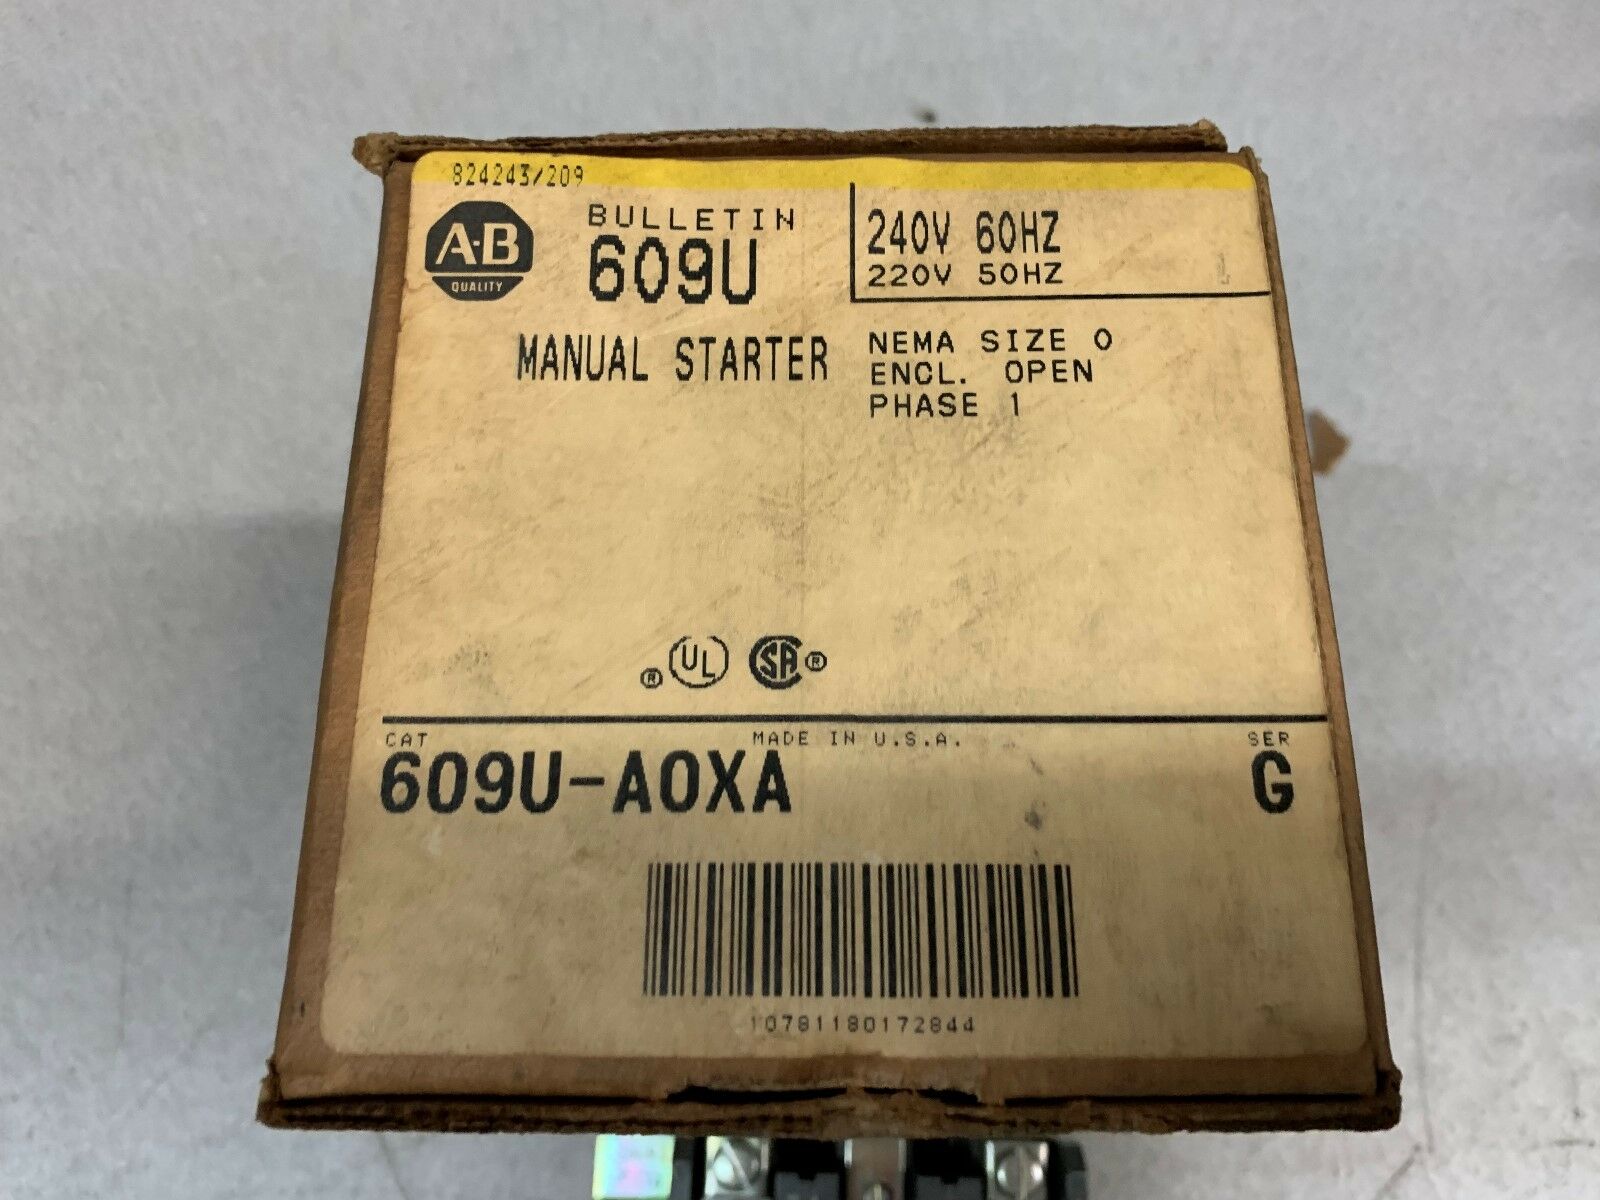 824243/209
A-B
QUALITY
BULLETIN
609U
MANUAL STARTER
240V 60HZ
220V 50HZ
NEMA SIZE 0
ENCL. OPEN
PHASE 1
® UL SA ®
CAT
MADE IN U.S.A.
SER
609U-A0XA
G
10781180172844